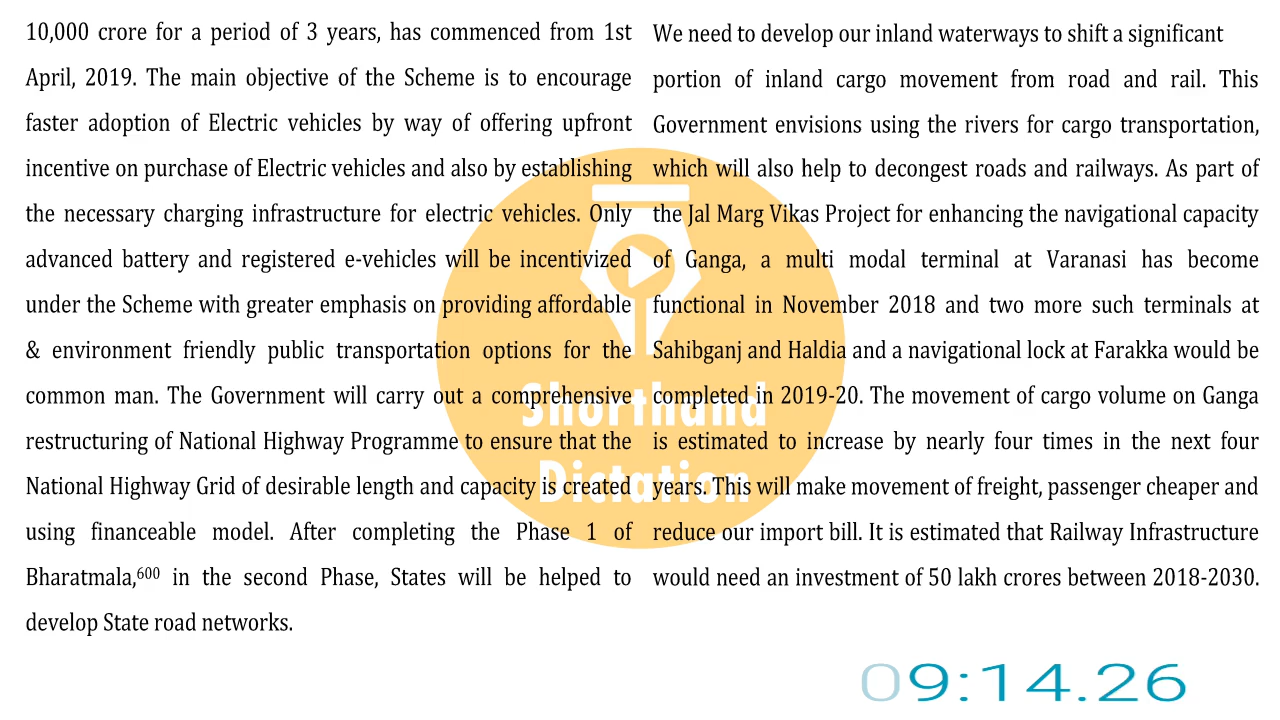 10,000 crore for a period of 3 years, has commenced from 1st
April, 2019. The main objective of the Scheme is to encourage
faster adoption of Electric vehicles by way of offering upfront
incentive on purchase of Electric vehicles and also by establishing
the necessary charging infrastructure for electric vehicles. Only
advanced battery and registered e-vehicles will be incentivized
under the Scheme with greater emphasis on providing affordable
& environment friendly public transportation options for the
common man. The Government will carry out a comprehensive
restructuring of National Highway Programme to ensure that the
National Highway Grid of desirable length and capacity is created
using financeable model. After completing the Phase 1 of
Bharatmala,600 in the second Phase, States will be helped to
develop State road networks.
We need to develop our inland waterways to shift a significant
portion of inland cargo movement from road and rail. This
Government envisions using the rivers for cargo transportation,
which will also help to decongest roads and railways. As part of
the Jal Marg Vikas Project for enhancing the navigational capacity
of Ganga, a multi modal terminal at Varanasi has become
functional in November 2018 and two more such terminals at
Sahibganj and Haldia and a navigational lock at Farakka would be
completed in 2019-20. The movement of cargo volume on Ganga
is estimated to increase by nearly four times in the next four
years. This will make movement of freight, passenger cheaper and
reduce our import bill. It is estimated that Railway Infrastructure
would need an investment of 50 lakh crores between 2018-2030.
Shorthand
Dictation
09:14.26